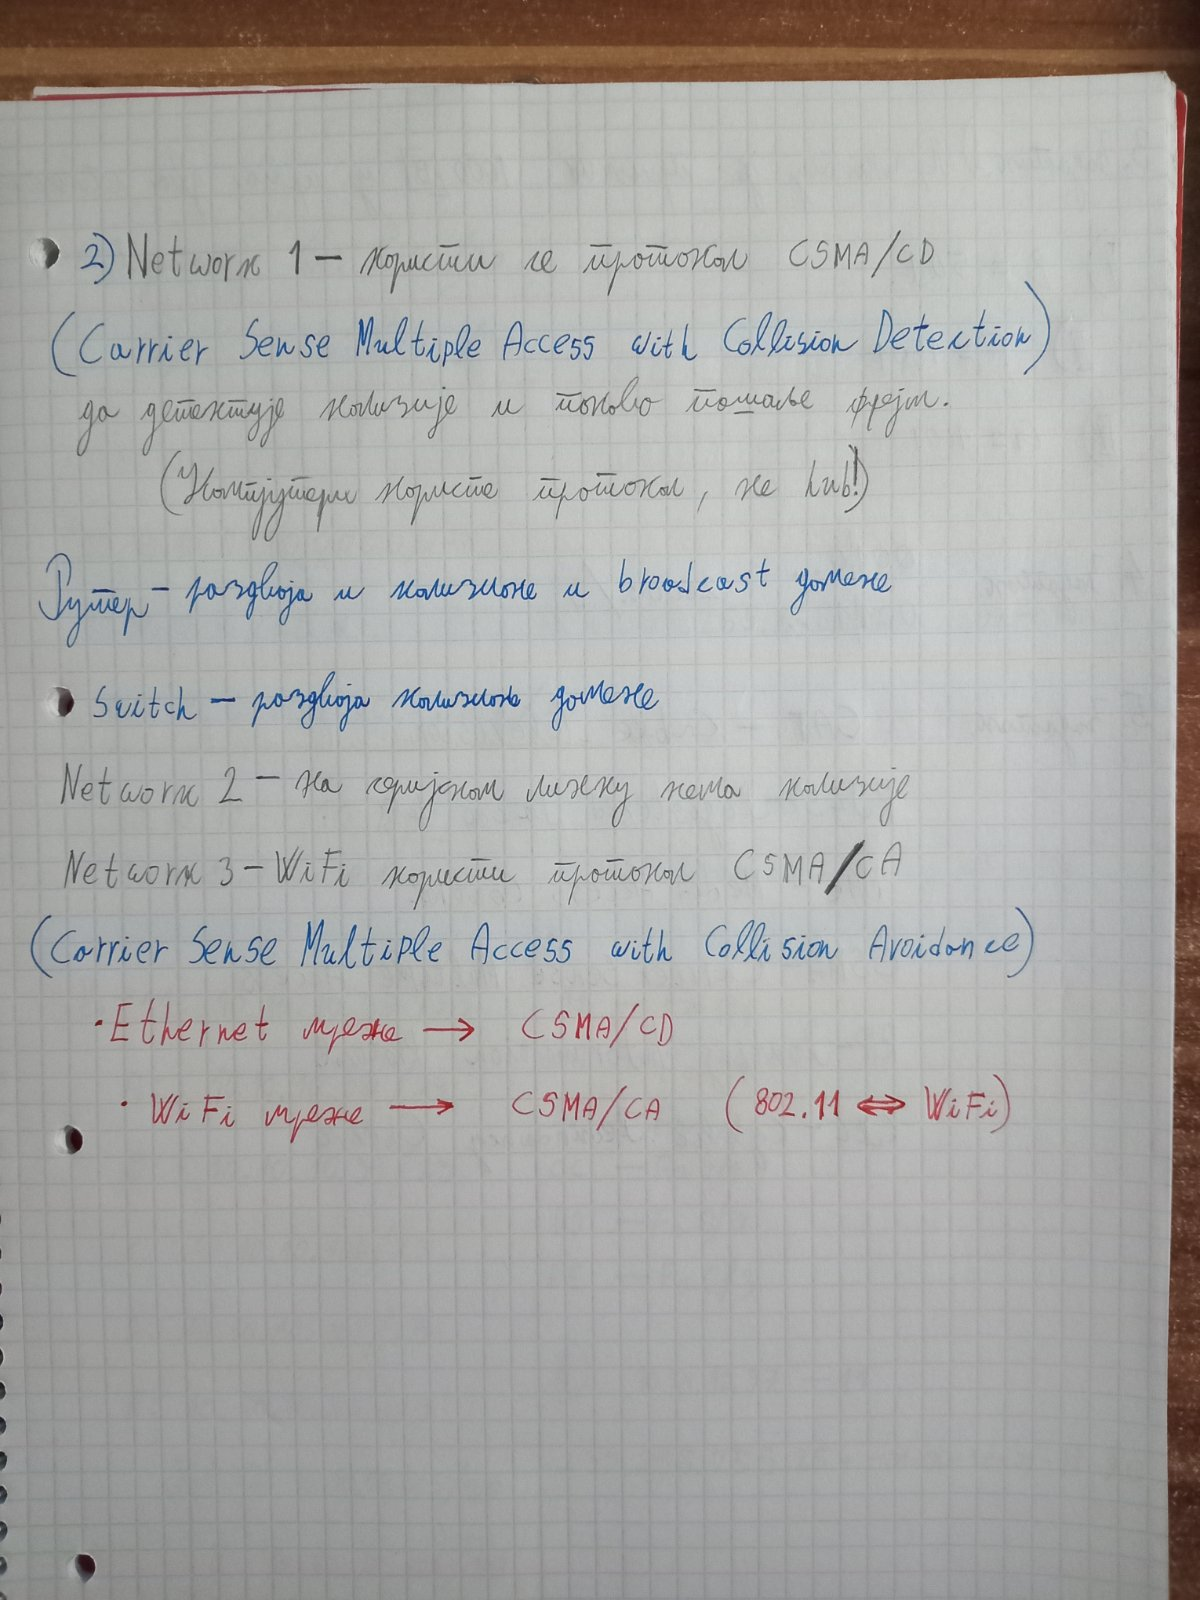 2) Network 1 – користи се протокол CSMA/CD
(Carrier Sense Multiple Access with Collision Detection)
да детектује колизије и поново пошаље фрејм.
(Компјутери користе протокол, не hub!)
Рутер – раздваја и колизионе и broadcast домене
Switch – раздваја колизионе домене
Network 2 – на серијском линку нема колизије
Network 3 – WiFi користи протокол CSMA/CA
(Carrier Sense Multiple Access with Collision Avoidance)
• Ethernet мреже → CSMA/CD
• WiFi мреже → CSMA/CA (802.11 ⇔ WiFi)